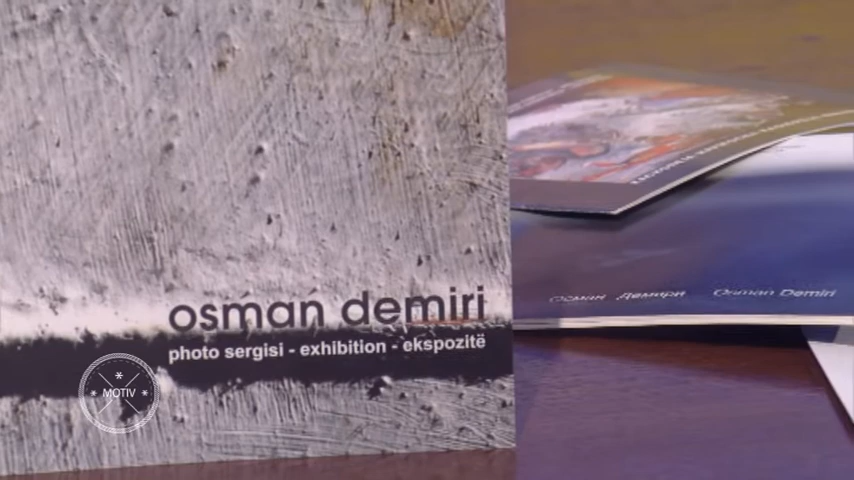 osman demiri
photo sergisi - exhibition - ekspozitë
MOTIV
Осман Демири Osman Demiri